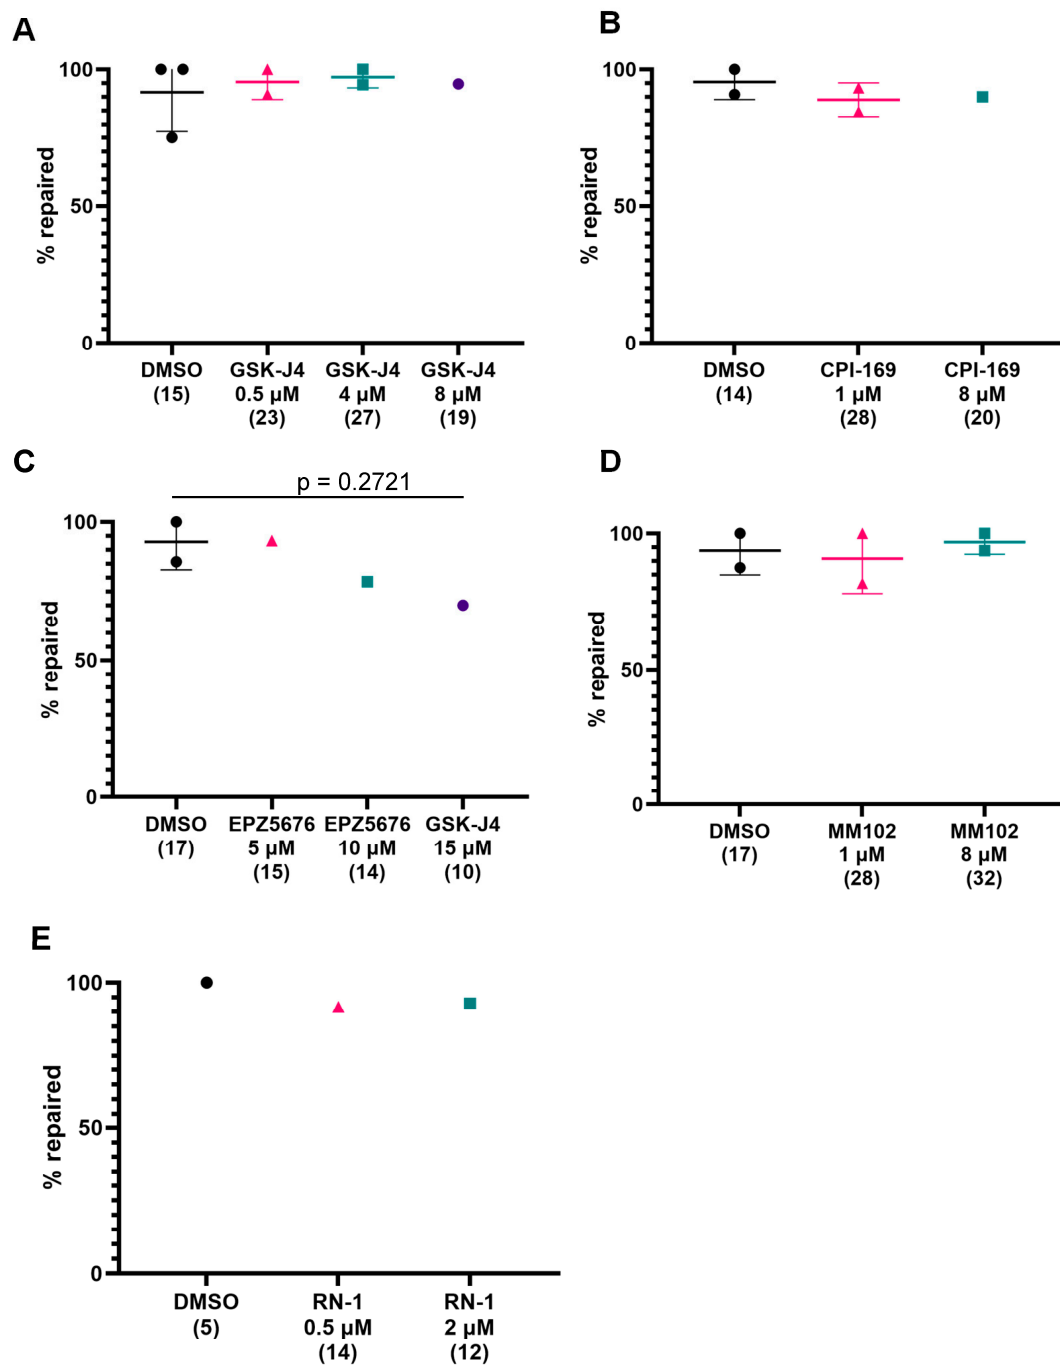 A
% repaired
100
50
0
DMSO
(15)
GSK-J4
0.5 µM
(23)
GSK-J4
4 µM
(27)
GSK-J4
8 µM
(19)
B
% repaired
100
50
0
DMSO
(14)
CPI-169
1 µM
(28)
CPI-169
8 µM
(20)
C
p = 0.2721
% repaired
100
50
0
DMSO
(17)
EPZ5676
5 µM
(15)
EPZ5676
10 µM
(14)
GSK-J4
15 µM
(10)
D
% repaired
100
50
0
DMSO
(17)
MM102
1 µM
(28)
MM102
8 µM
(32)
E
% repaired
100
50
0
DMSO
(5)
RN-1
0.5 µM
(14)
RN-1
2 µM
(12)